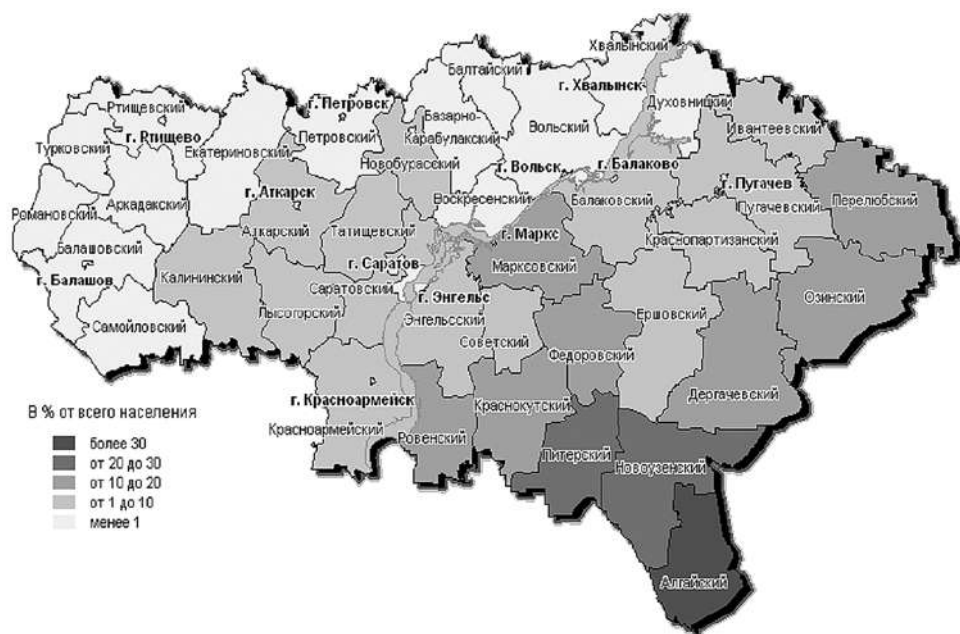 Хвалынский
Балтайский
г. Хвалынск
Ртищевский
г. Петровск
Духовницкий
Базарно-
Карабулакский
г. Ртищево
Петровский
Вольский
Ивантеевский
Турковский
Екатериновский
Новобурасский
г. Вольск
г. Балаково
г. Аткарск
г. Пугачев
Воскресенский
Балаковский
Перелюбский
Романовский
Аркадакский
Пугачевский
Аткарский
Татищевский
г. Маркс
Краснопартизанский
Балашовский
г. Саратов
Марксовский
Калининский
г. Балашов
Саратовский
г. Энгельс
Озинский
Лысогорский
Энгельсский
Ершовский
Самойловский
Советский
Федоровский
Дергачевский
г. Красноармейск
Краснокутский
Красноармейский
Ровенский
Питерский
Новоузенский
Алгайский
В % от всего населения
более 30
от 20 до 30
от 10 до 20
от 1 до 10
менее 1